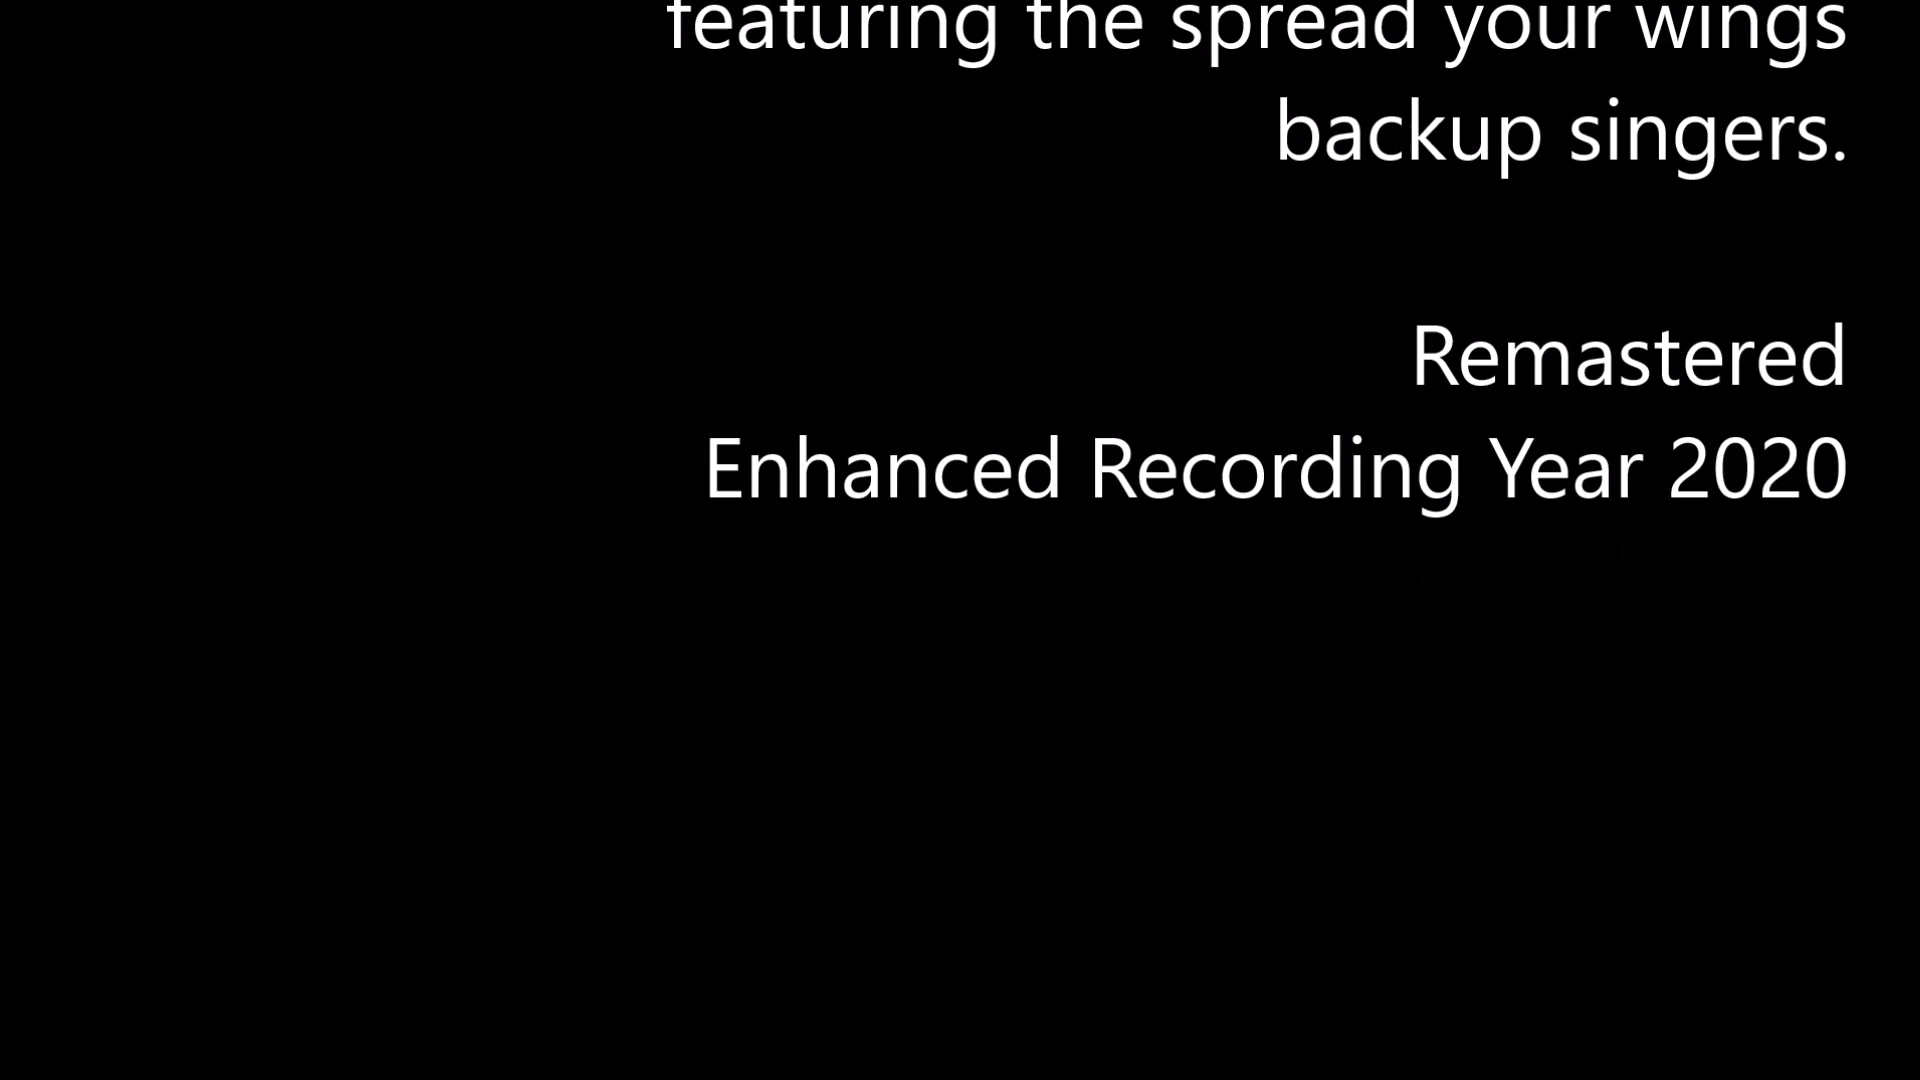 featuring the spread your wings
backup singers.
Remastered
Enhanced Recording Year 2020